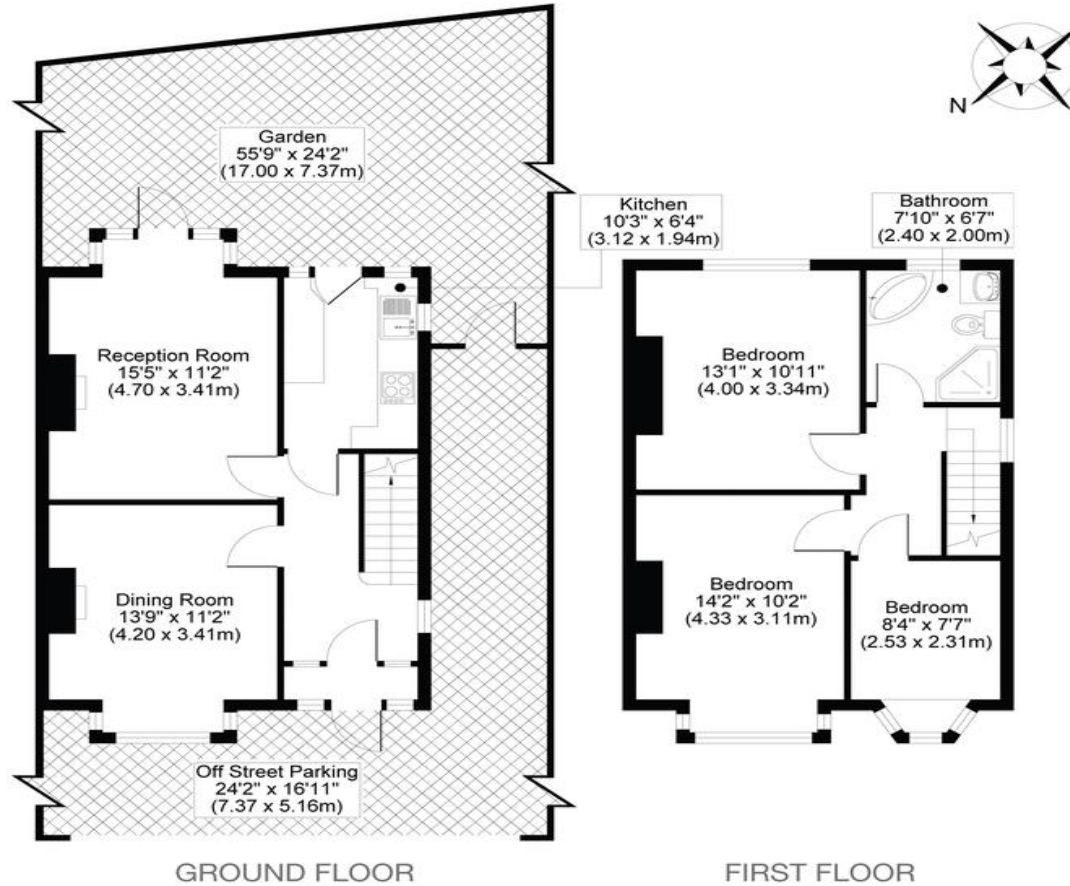 N
Garden
55'9" x 24'2"
(17.00 x 7.37m)
Kitchen
10'3" x 6'4"
(3.12 x 1.94m)
Bathroom
7'10" x 6'7"
(2.40 x 2.00m)
Reception Room
15'5" x 11'2"
(4.70 x 3.41m)
Bedroom
13'1" x 10'11"
(4.00 x 3.34m)
Dining Room
13'9" x 11'2"
(4.20 x 3.41m)
Bedroom
14'2" x 10'2"
(4.33 x 3.11m)
Bedroom
8'4" x 7'7"
(2.53 x 2.31m)
Off Street Parking
24'2" x 16'11"
(7.37 x 5.16m)
GROUND FLOOR
FIRST FLOOR